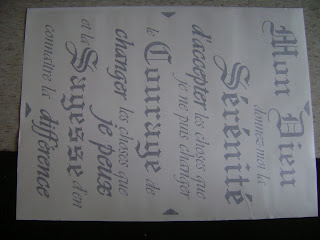 Mon Dieu
donnez moi la
Sérénité
d'accepter les choses que
je ne puis changer
le Courage de
changer les choses que
je peux
et la Sagesse d'en
connaître la différence